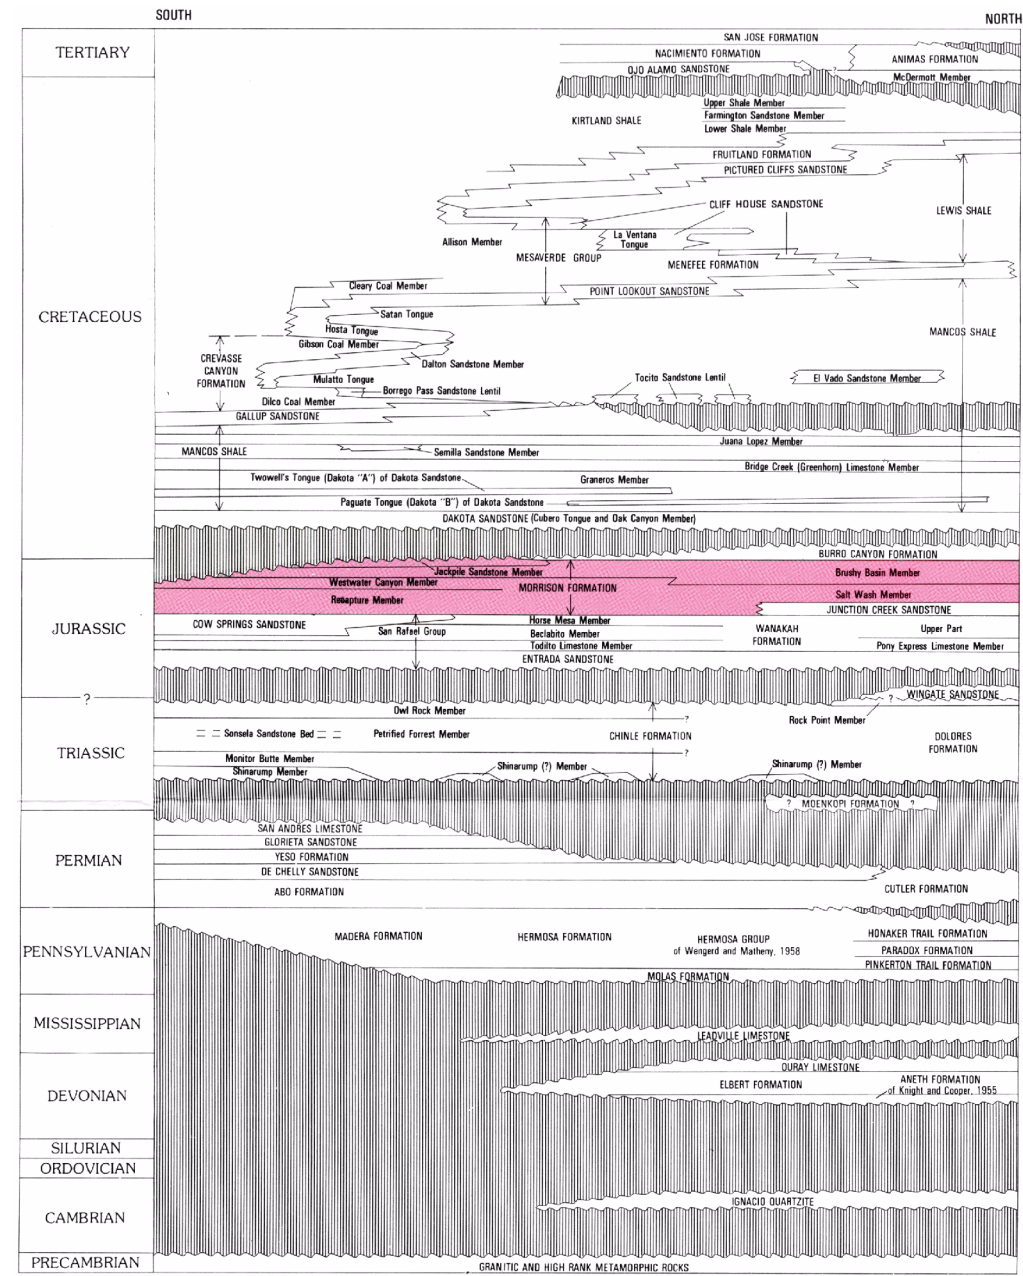 SOUTH
NORTH
TERTIARY
SAN JOSE FORMATION
NACIMIENTO FORMATION
ANIMAS FORMATION
OJO ALAMO SANDSTONE
?
McDermott Member
CRETACEOUS
KIRTLAND SHALE
Upper Shale Member
Farmington Sandstone Member
Lower Shale Member
FRUITLAND FORMATION
PICTURED CLIFFS SANDSTONE
CLIFF HOUSE SANDSTONE
LEWIS SHALE
Allison Member
La Ventana
Tongue
MESAVERDE GROUP
MENEFEE FORMATION
Cleary Coal Member
POINT LOOKOUT SANDSTONE
Satan Tongue
Hosta Tongue
MANCOS SHALE
Gibson Coal Member
CREVASSE
CANYON
FORMATION
Dalton Sandstone Member
Mulatto Tongue
Tocito Sandstone Lentil
El Vado Sandstone Member
Borrego Pass Sandstone Lentil
Dilco Coal Member
GALLUP SANDSTONE
Juana Lopez Member
MANCOS SHALE
Semilla Sandstone Member
Bridge Creek (Greenhorn) Limestone Member
Twowell's Tongue (Dakota "A") of Dakota Sandstone
Graneros Member
Paguate Tongue (Dakota "B") of Dakota Sandstone
DAKOTA SANDSTONE (Cubero Tongue and Oak Canyon Member)
BURRO CANYON FORMATION
JURASSIC
Jackpile Sandstone Member
Brushy Basin Member
Westwater Canyon Member
MORRISON FORMATION
Recapture Member
Salt Wash Member
JUNCTION CREEK SANDSTONE
COW SPRINGS SANDSTONE
San Rafael Group
Horse Mesa Member
Beclabito Member
Todilto Limestone Member
WANAKAH
FORMATION
Upper Part
Pony Express Limestone Member
ENTRADA SANDSTONE
?
? WINGATE SANDSTONE
Owl Rock Member
?
Rock Point Member
TRIASSIC
Sonsela Sandstone Bed
Petrified Forrest Member
CHINLE FORMATION
DOLORES
FORMATION
?
Monitor Butte Member
Shinarump Member
Shinarump (?) Member
Shinarump (?) Member
? MOENKOPI FORMATION ?
PERMIAN
SAN ANDRES LIMESTONE
GLORIETA SANDSTONE
YESO FORMATION
DE CHELLY SANDSTONE
ABO FORMATION
CUTLER FORMATION
PENNSYLVANIAN
MADERA FORMATION
HERMOSA FORMATION
HERMOSA GROUP
of Wengerd and Matheny, 1958
HONAKER TRAIL FORMATION
PARADOX FORMATION
PINKERTON TRAIL FORMATION
MOLAS FORMATION
MISSISSIPPIAN
LEADVILLE LIMESTONE
DEVONIAN
OURAY LIMESTONE
ELBERT FORMATION
ANETH FORMATION
of Knight and Cooper, 1955
SILURIAN
ORDOVICIAN
CAMBRIAN
IGNACIO QUARTZITE
PRECAMBRIAN
GRANITIC AND HIGH RANK METAMORPHIC ROCKS